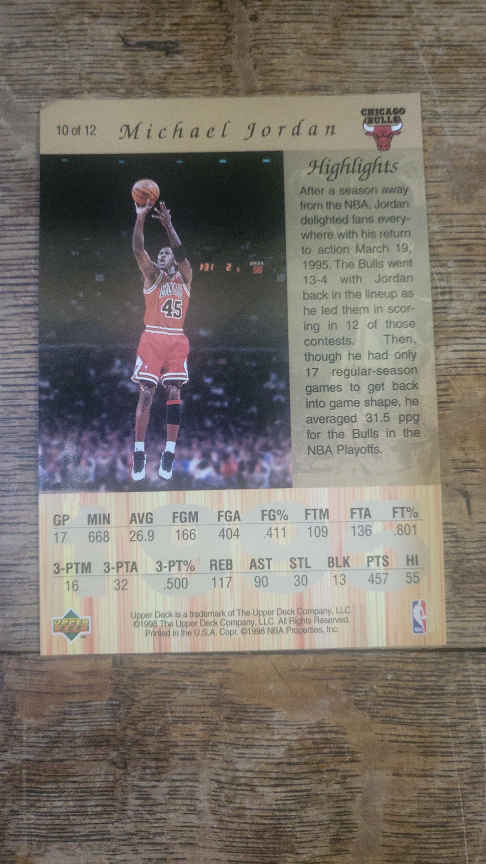 10 of 12 Michael Jordan
CHICAGO
BULLS
Highlights
After a season away
from the NBA, Jordan
delighted fans every-
where with his return
to action March 19,
1995. The Bulls went
13-4 with Jordan
back in the lineup as
he led them in scor-
ing in 12 of those
contests. Then,
though he had only
17 regular-season
games to get back
into game shape, he
averaged 31.5 ppg
for the Bulls in the
NBA Playoffs.
45
GP MIN AVG FGM FGA FG% FTM FTA FT%
17 668 26.9 166 404 .411 109 136 .801
3-PTM 3-PTA 3-PT% REB AST STL BLK PTS HI
16 32 .500 117 90 30 13 457 55
UPPER DECK
Upper Deck is a trademark of The Upper Deck Company, LLC.
©1998 The Upper Deck Company, LLC. All Rights Reserved.
Printed in the U.S.A. Copr. ©1998 NBA Properties, Inc.